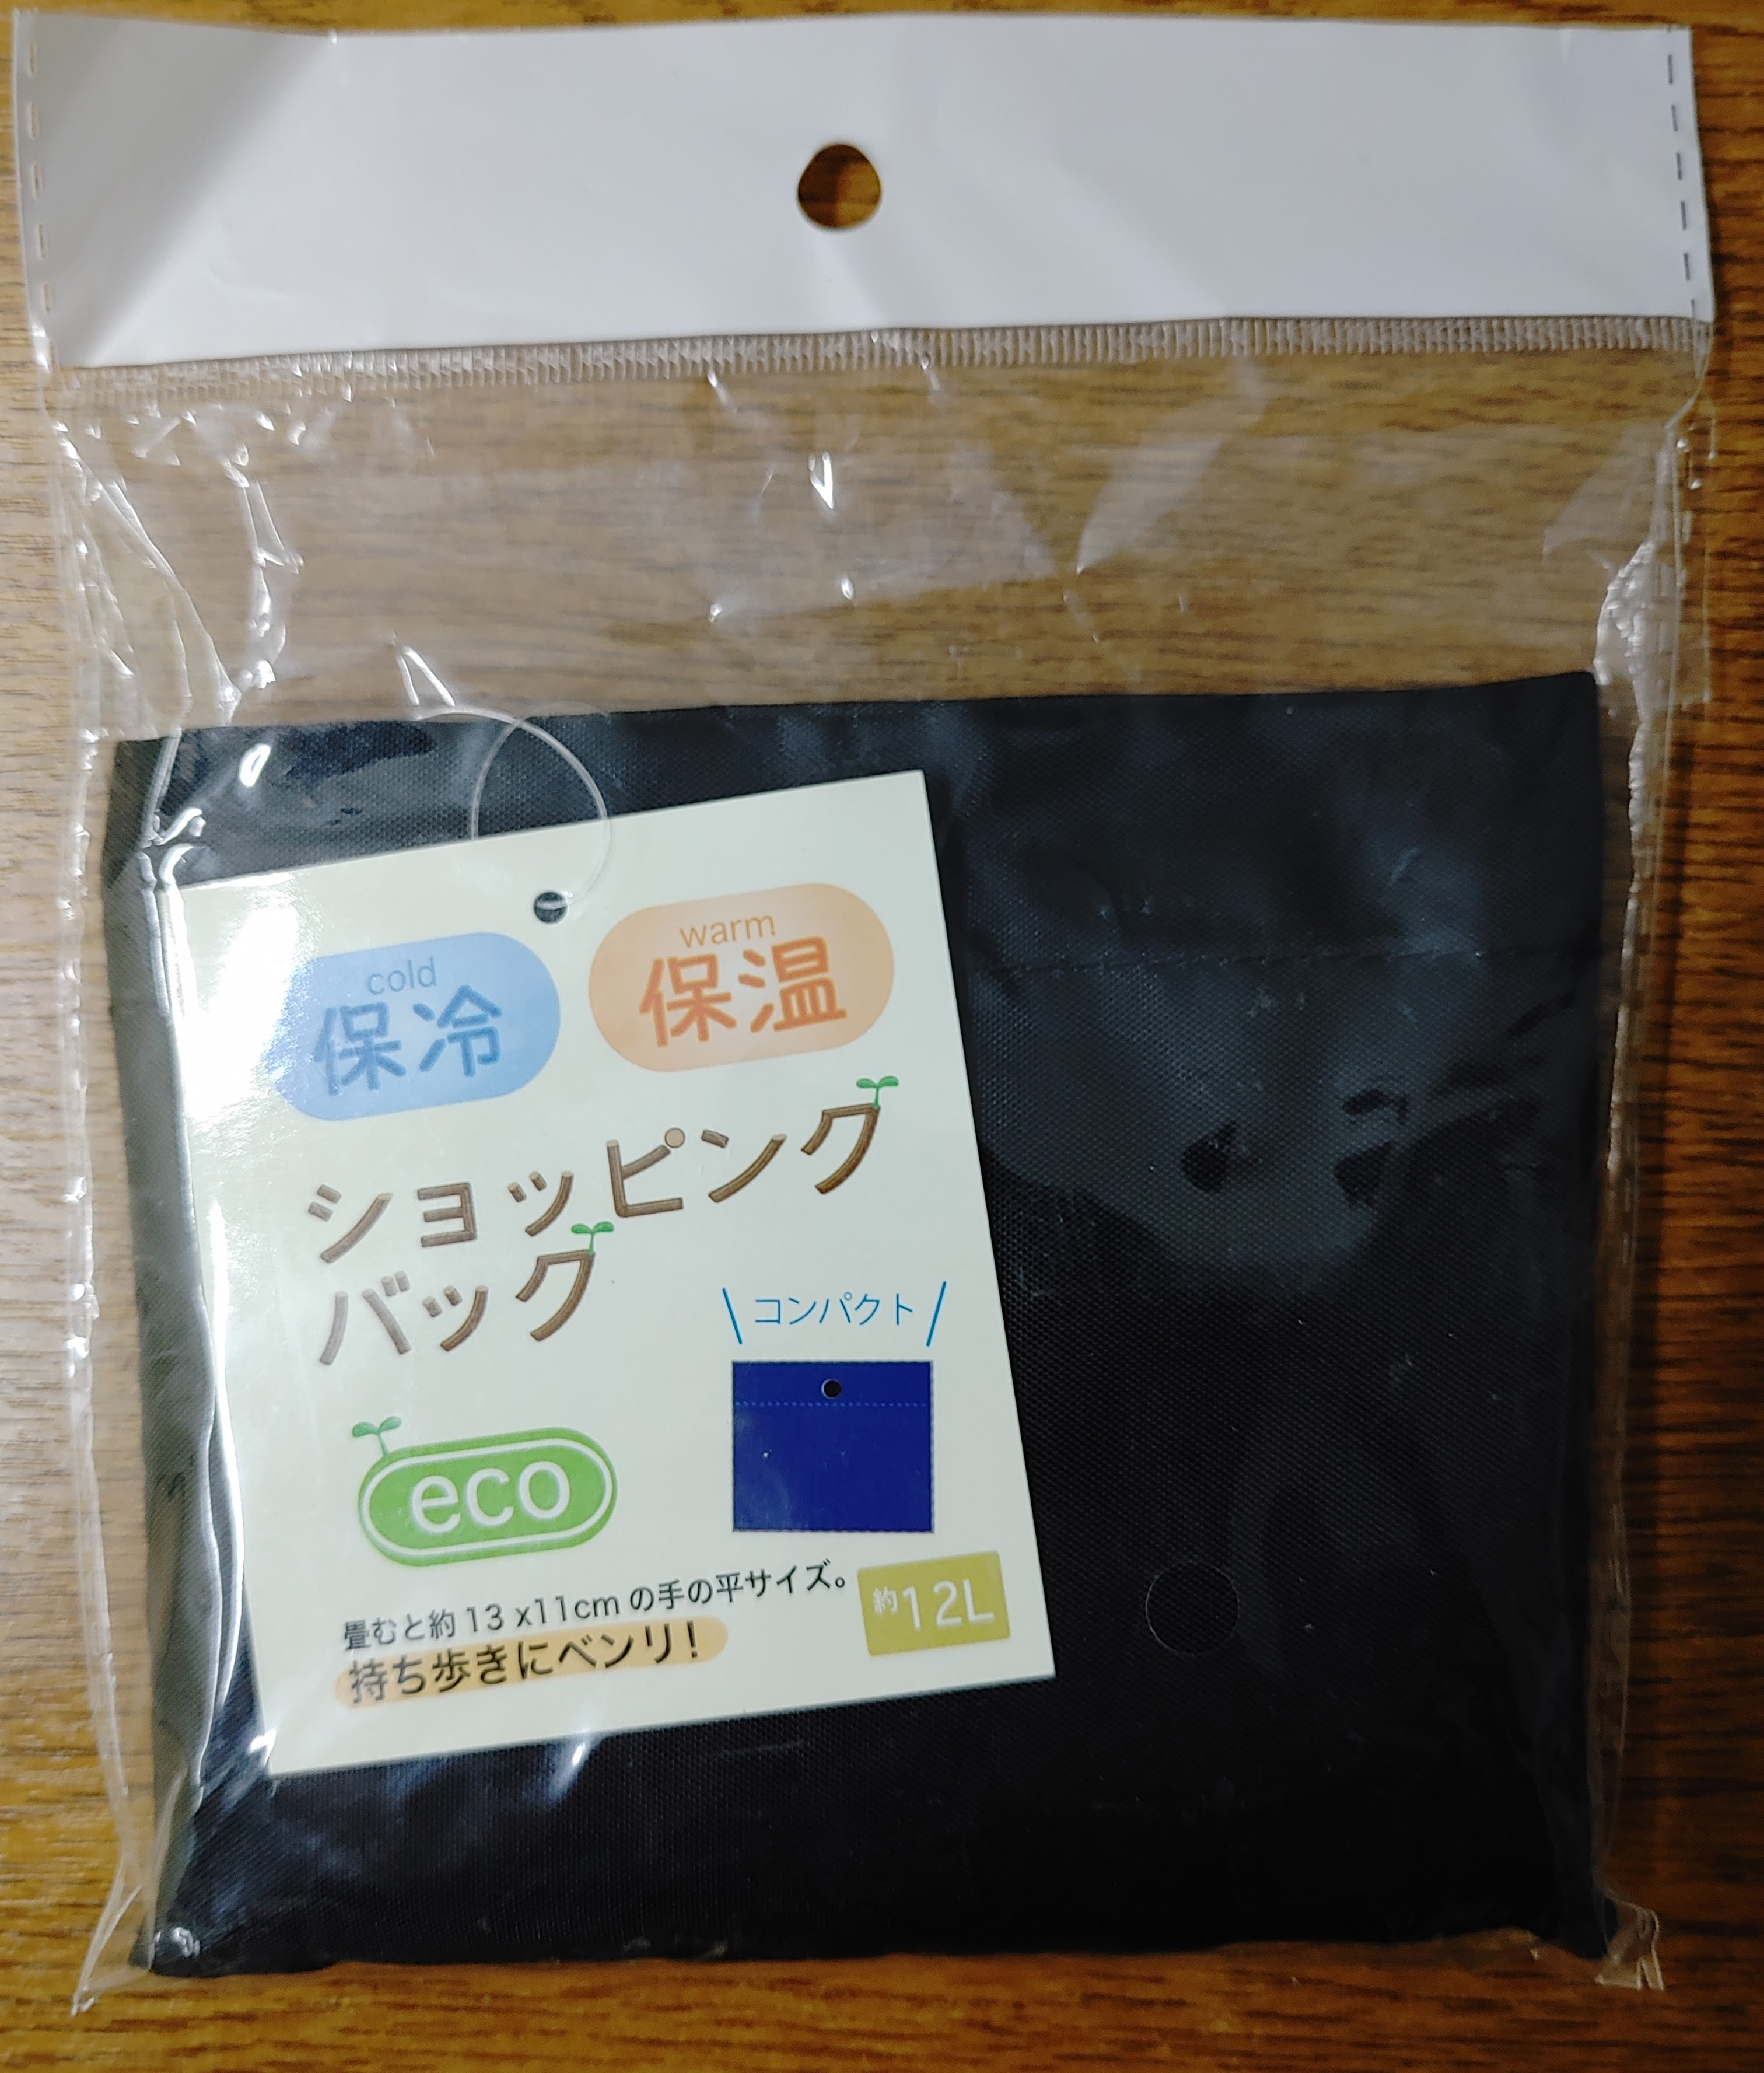 cold
保冷
warm
保温
ショッピング
バッグ
コンパクト
eco
畳むと約13 x11cmの手の平サイズ。
持ち歩きにベンリ!
約12L